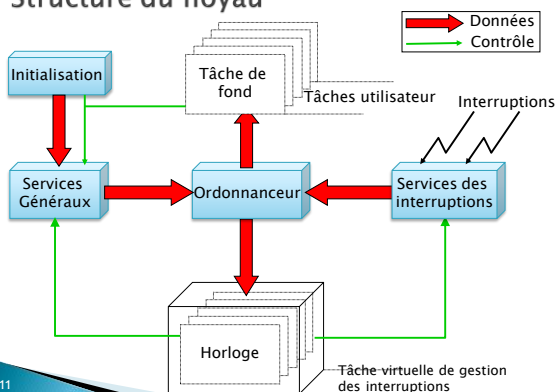 Structure du noyau
Données
Contrôle
Initialisation
Tâche de
fond
Tâches utilisateur
Interruptions
Services
Généraux
Ordonnanceur
Services des
interruptions
Horloge
Tâche virtuelle de gestion
des interruptions
11